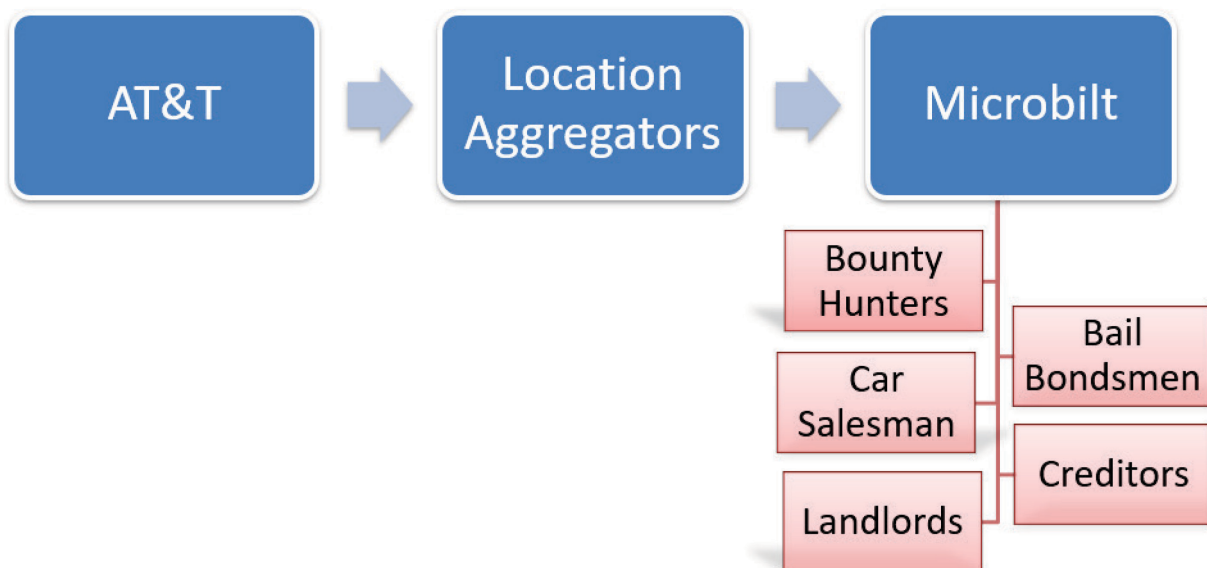 AT&T
Location
Aggregators
Microbilt
Bounty
Hunters
Bail
Bondsmen
Car
Salesman
Creditors
Landlords